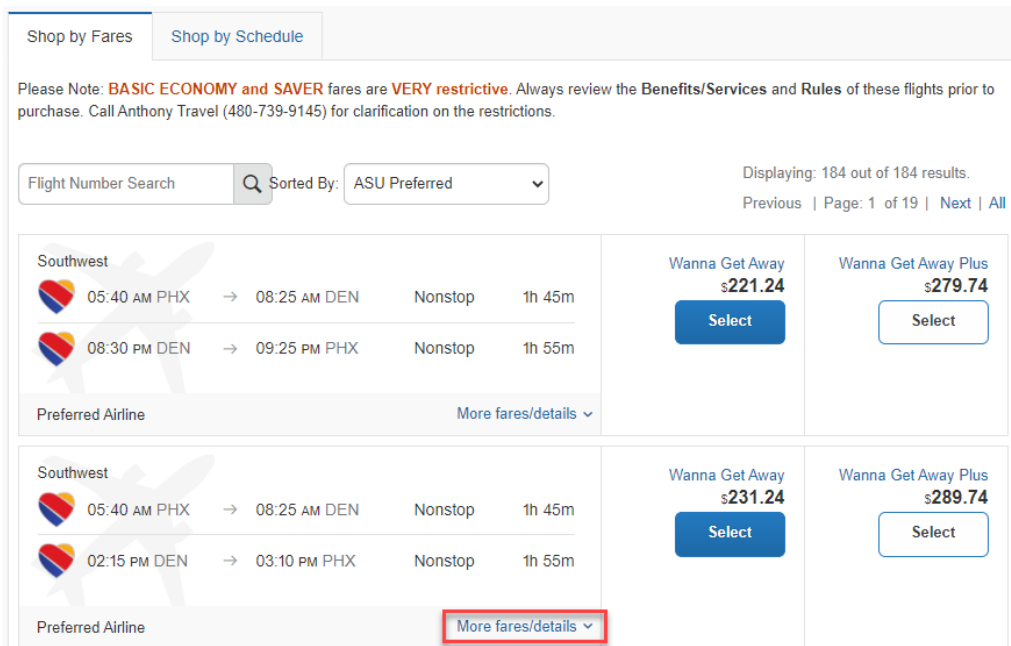 Shop by Fares
Shop by Schedule
Please Note: BASIC ECONOMY and SAVER fares are VERY restrictive. Always review the Benefits/Services and Rules of these flights prior to
purchase. Call Anthony Travel (480-739-9145) for clarification on the restrictions.
Flight Number Search
Sorted By: ASU Preferred
Displaying: 184 out of 184 results.
Previous | Page: 1 of 19 | Next | All
Southwest
05:40 AM PHX → 08:25 AM DEN Nonstop 1h 45m
08:30 PM DEN → 09:25 PM PHX Nonstop 1h 55m
Preferred Airline
More fares/details
Wanna Get Away
$221.24
Select
Wanna Get Away Plus
$279.74
Select
Southwest
05:40 AM PHX → 08:25 AM DEN Nonstop 1h 45m
02:15 PM DEN → 03:10 PM PHX Nonstop 1h 55m
Preferred Airline
More fares/details
Wanna Get Away
$231.24
Select
Wanna Get Away Plus
$289.74
Select